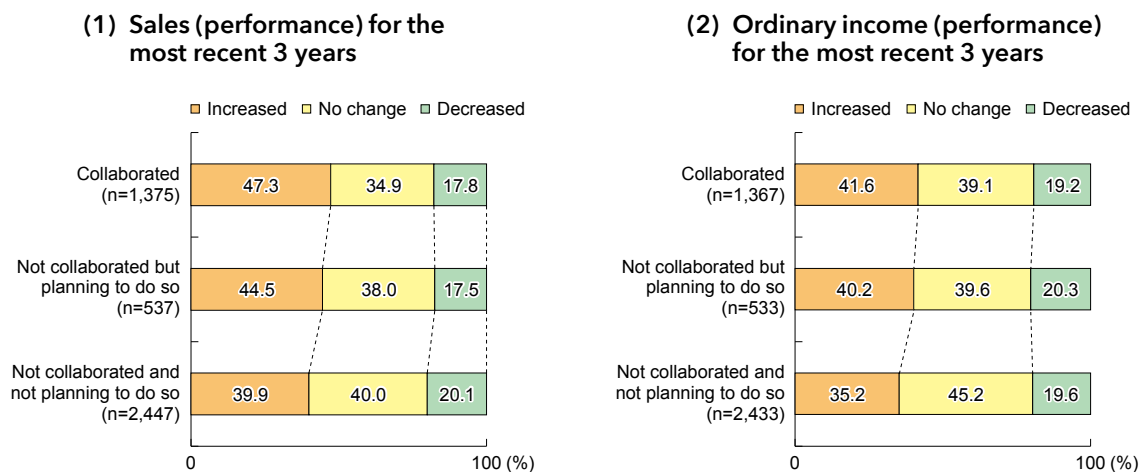 (1) Sales (performance) for the
most recent 3 years
Increased No change Decreased
Collaborated
(n=1,375)
47.3 34.9 17.8
Not collaborated but
planning to do so
(n=537)
44.5 38.0 17.5
Not collaborated and
not planning to do so
(n=2,447)
39.9 40.0 20.1
0 100 (%)
(2) Ordinary income (performance)
for the most recent 3 years
Increased No change Decreased
Collaborated
(n=1,367)
41.6 39.1 19.2
Not collaborated but
planning to do so
(n=533)
40.2 39.6 20.3
Not collaborated and
not planning to do so
(n=2,433)
35.2 45.2 19.6
0 100 (%)